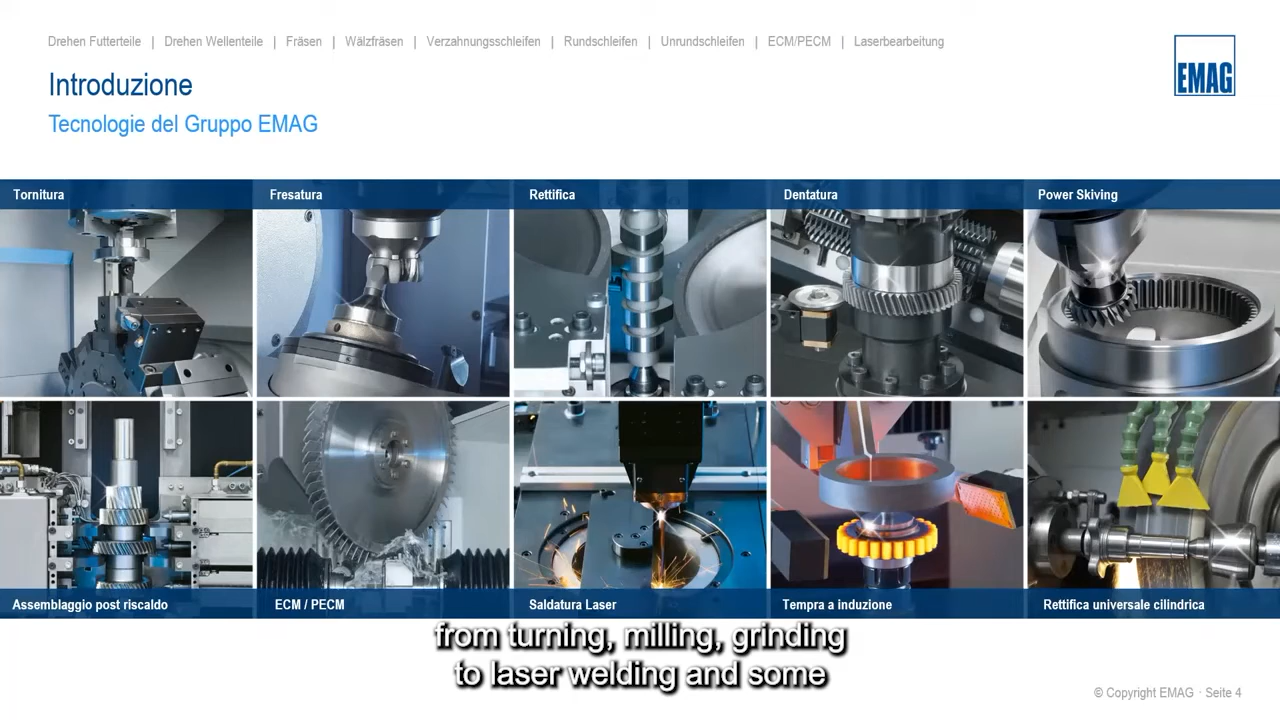 Drehen Futterteile | Drehen Wellenteile | Fräsen | Wälzfräsen | Verzahnungsschleifen | Rundschleifen | Unrundschleifen | ECM/PECM | Laserbearbeitung
EMAG
Introduzione
Tecnologie del Gruppo EMAG
Tornitura
Fresatura
Rettifica
Dentatura
Power Skiving
Assemblaggio post riscaldo
ECM / PECM
Saldatura Laser
Tempra a induzione
Rettifica universale cilindrica
from turning, milling, grinding
to laser welding and some
© Copyright EMAG · Seite 4